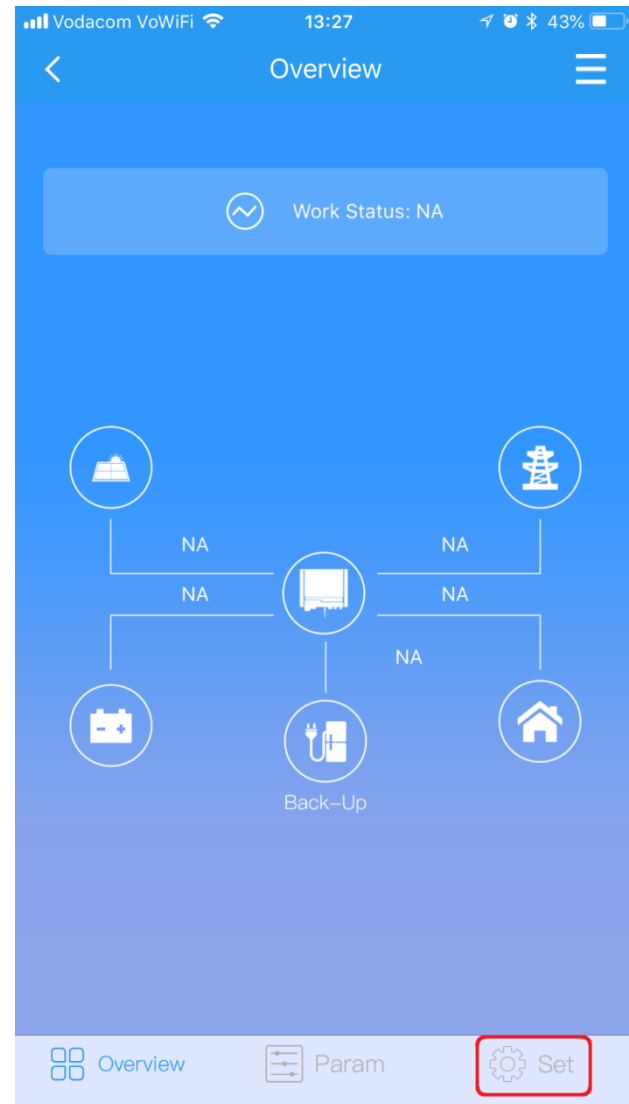 Vodacom VoWiFi 13:27 43%
Overview
Work Status: NA
NA NA
NA NA
NA
Back-Up
Overview Param Set